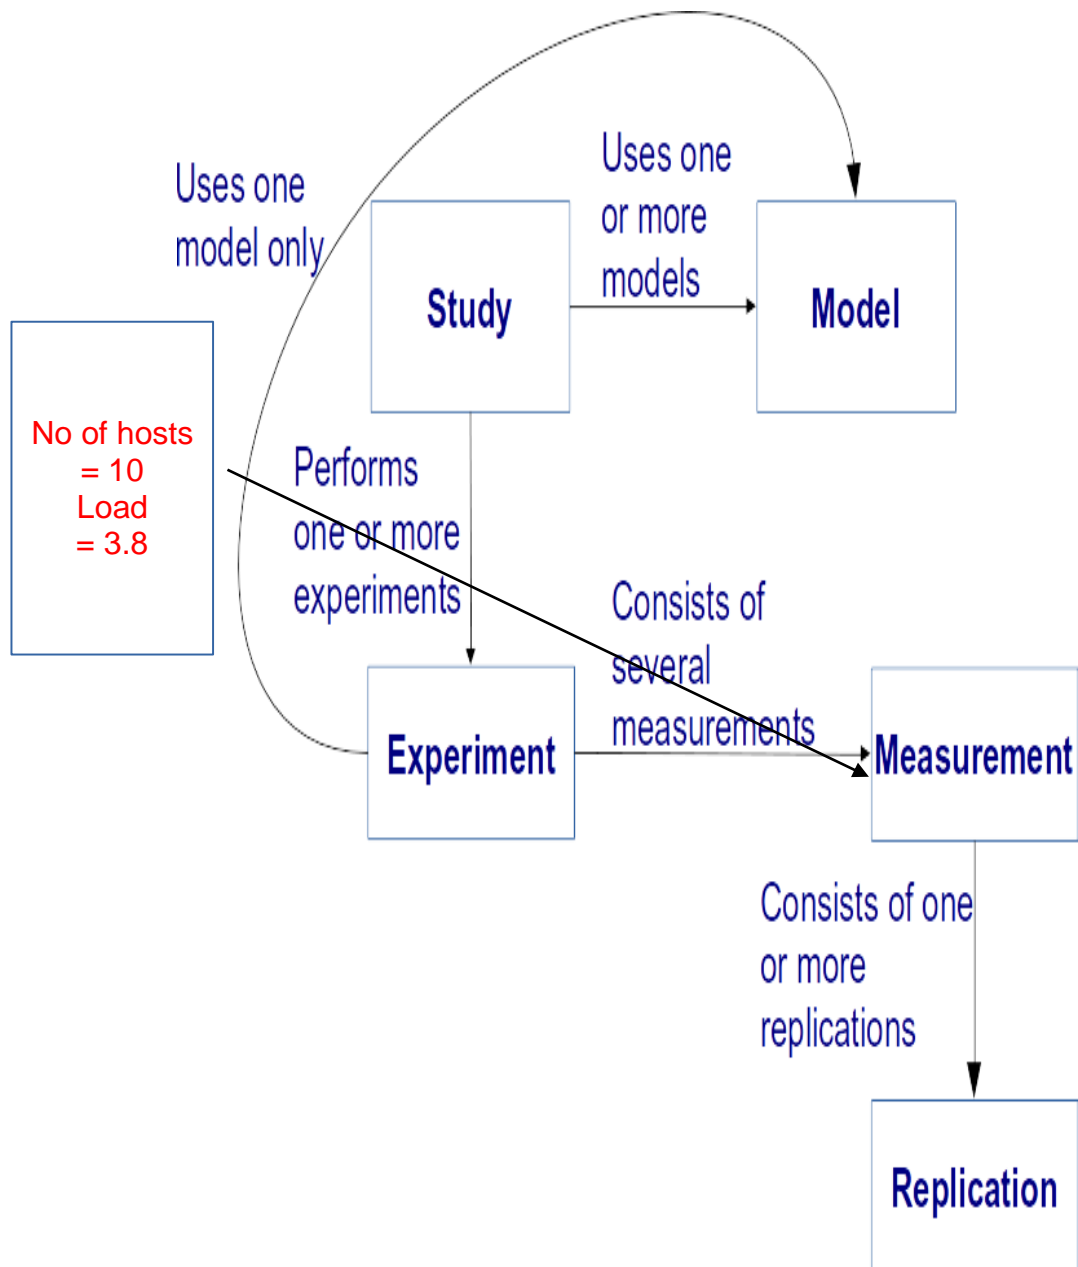 Uses one
model only
Uses one
or more
models
Study
Model
No of hosts
= 10
Load
= 3.8
Performs
one or more
experiments
Consists of
several
measurements
Experiment
Measurement
Consists of one
or more
replications
Replication